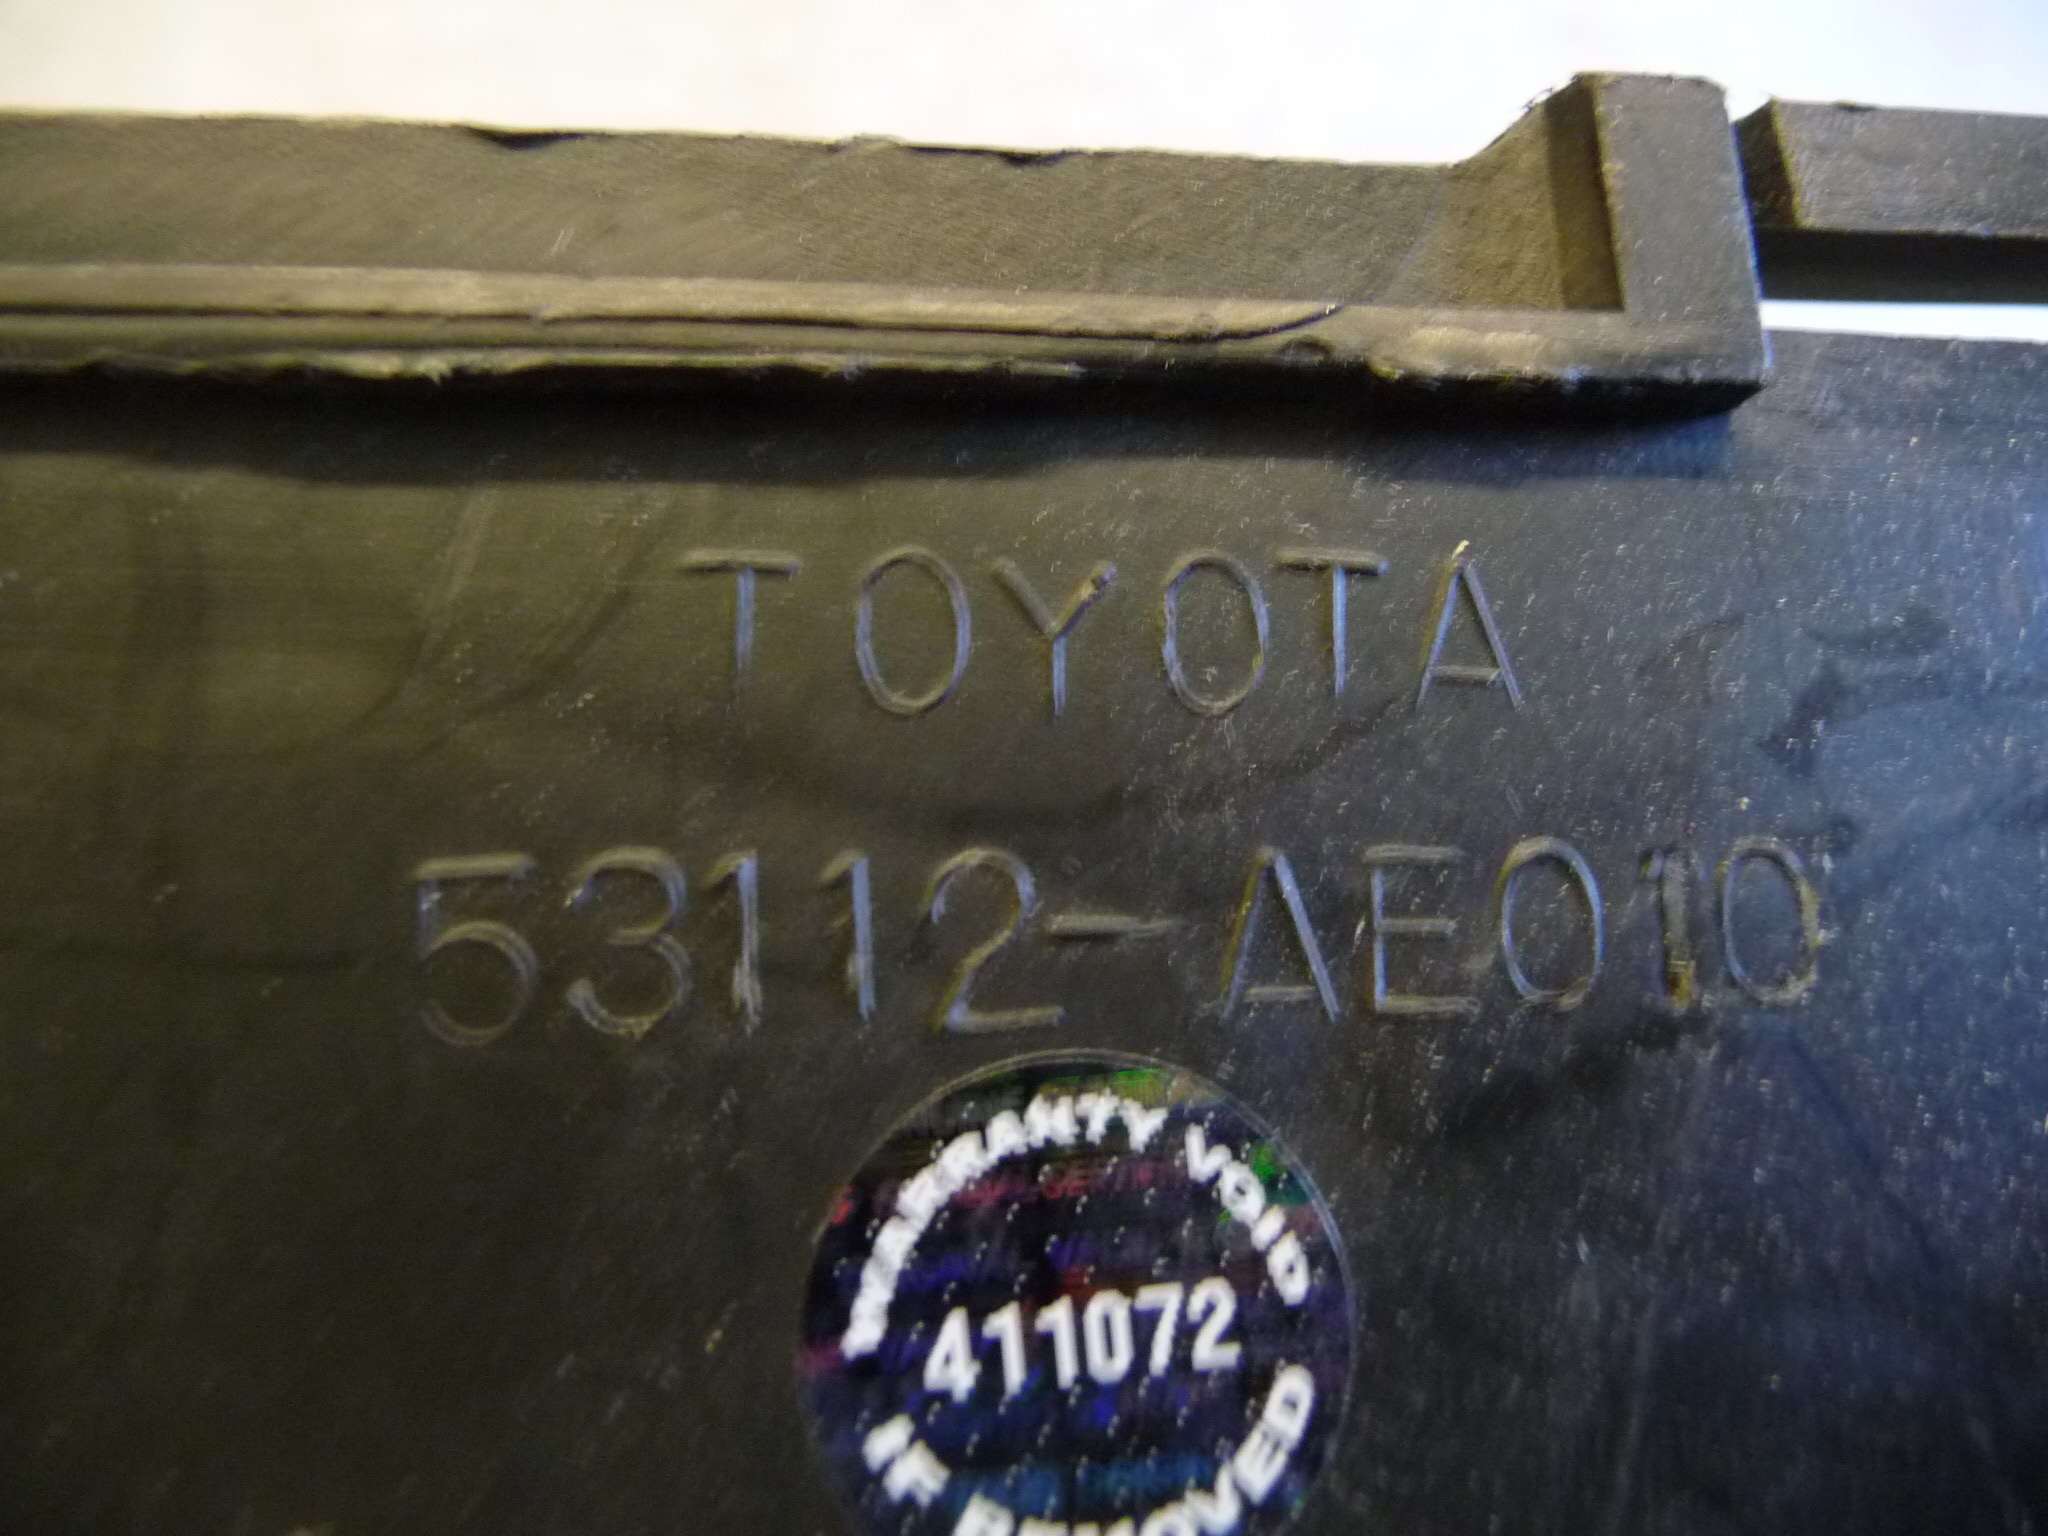 TOYOTA
53112-AE010
WARRANTY VOID
411072
IF REMOVED